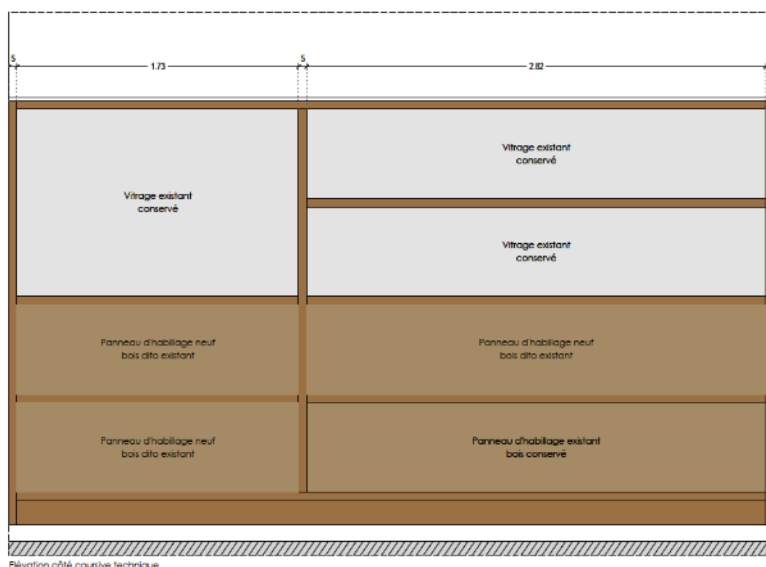 5 1.73 5 2.82
Vitrage existant
conservé
Vitrage existant
conservé
Vitrage existant
conservé
Panneau d'habillage neuf
bois dito existant
Panneau d'habillage neuf
bois dito existant
Panneau d'habillage neuf
bois dito existant
Panneau d'habillage existant
bois conservé
Elévation côté coursive technique